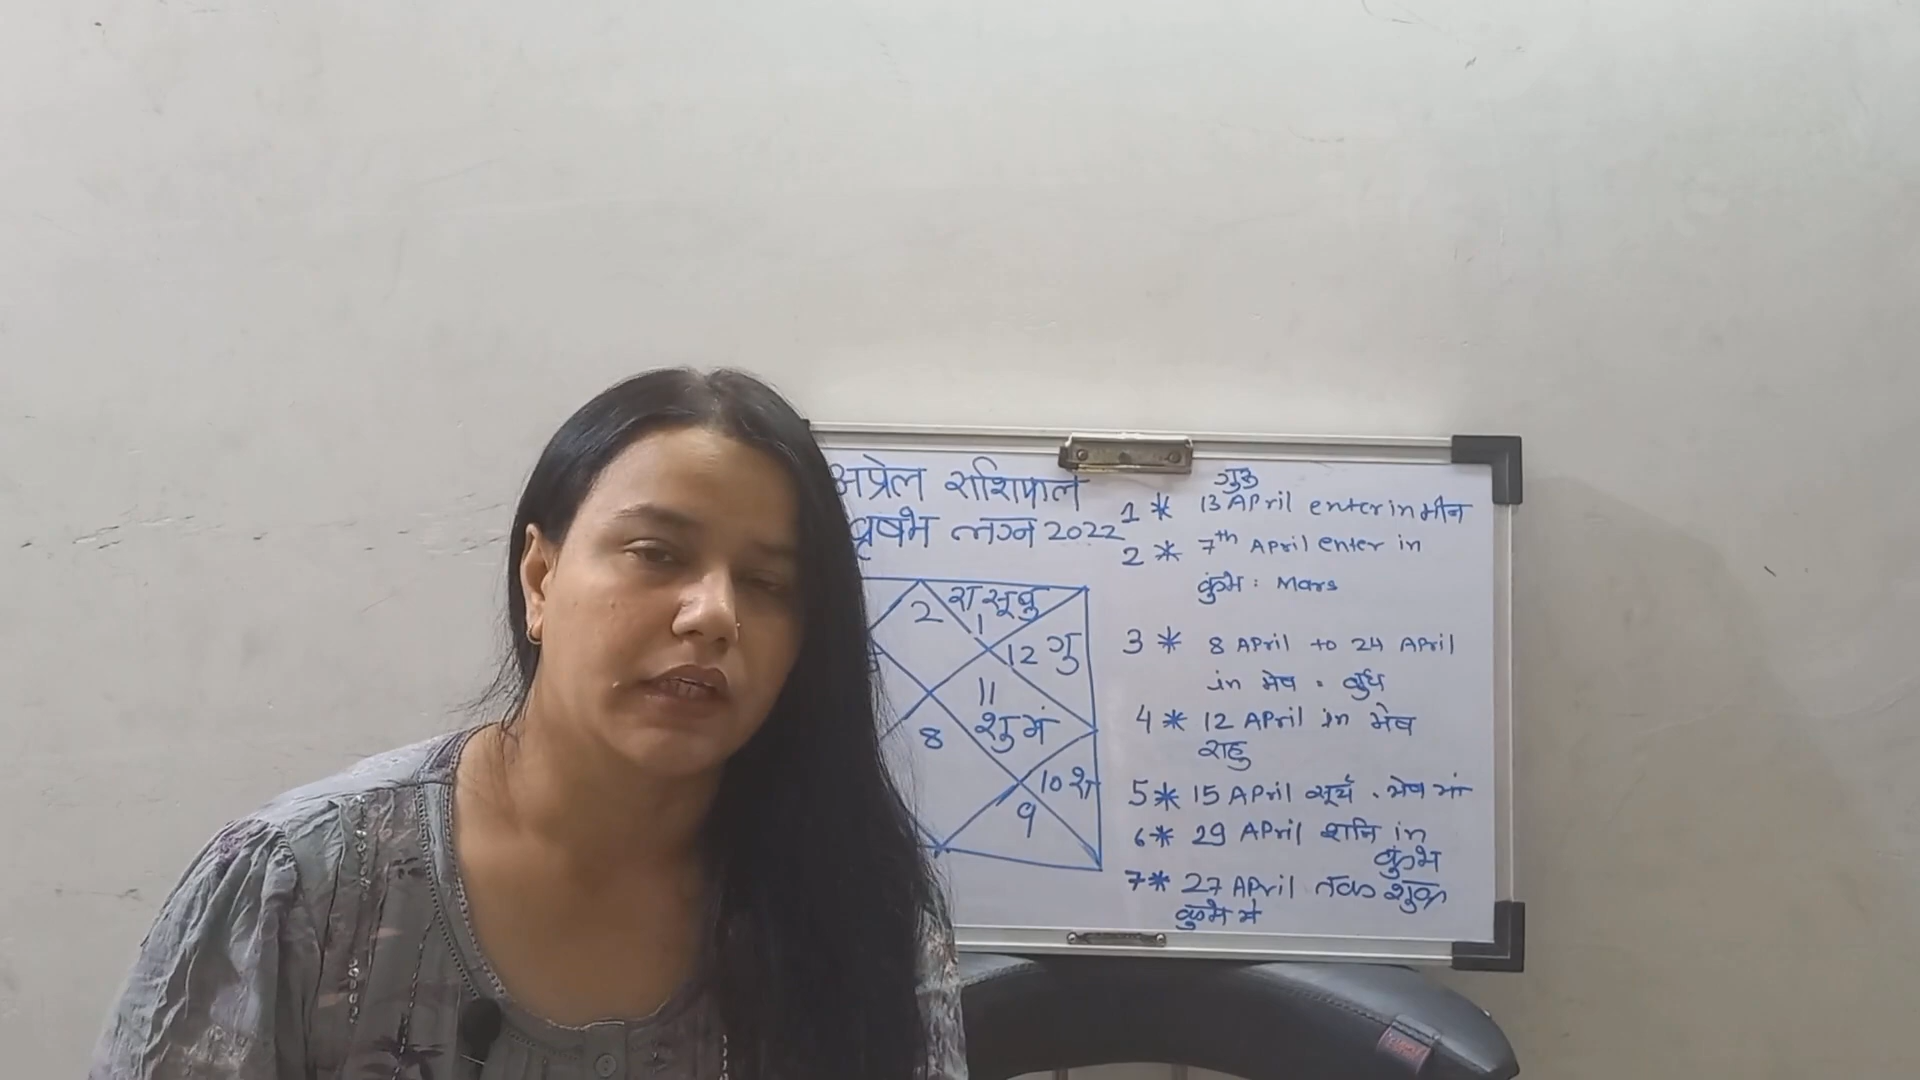 अप्रेल राशिफल
वृषभ लग्न 2022
2
रा सू बु
1
12 गु
11
शु मं
8
10 श
9
गुरु
1 * 13 APril enter in मीन
2 * 7th April enter in
कुंभ : Mars
3 * 8 APril to 24 APril
in मेष : बुध
4 * 12 APril in मेष
राहु
5 * 15 APril सूर्य . मेष मां
6 * 29 APril शनि in
कुंभ
7 * 27 APril तक शुक्र
कुंभ मे